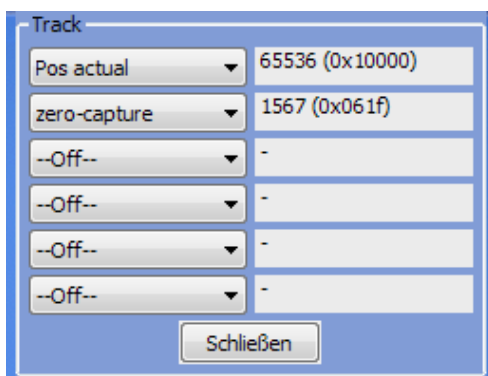 Track
Pos actual 65536 (0x10000)
zero-capture 1567 (0x061f)
--Off-- -
--Off-- -
--Off-- -
--Off-- -
Schließen